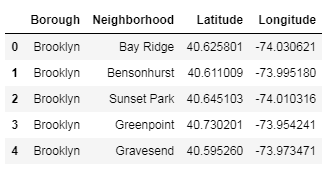 Borough Neighborhood Latitude Longitude
0 Brooklyn Bay Ridge 40.625801 -74.030621
1 Brooklyn Bensonhurst 40.611009 -73.995180
2 Brooklyn Sunset Park 40.645103 -74.010316
3 Brooklyn Greenpoint 40.730201 -73.954241
4 Brooklyn Gravesend 40.595260 -73.973471